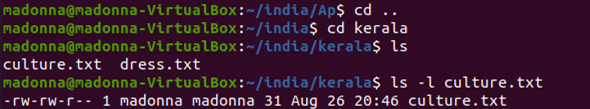 madonna@madonna-VirtualBox:~/india/Ap$ cd ..
madonna@madonna-VirtualBox:~/india$ cd kerala
madonna@madonna-VirtualBox:~/india/kerala$ ls
culture.txt  dress.txt
madonna@madonna-VirtualBox:~/india/kerala$ ls -l culture.txt
-rw-rw-r-- 1 madonna madonna 31 Aug 26 20:46 culture.txt